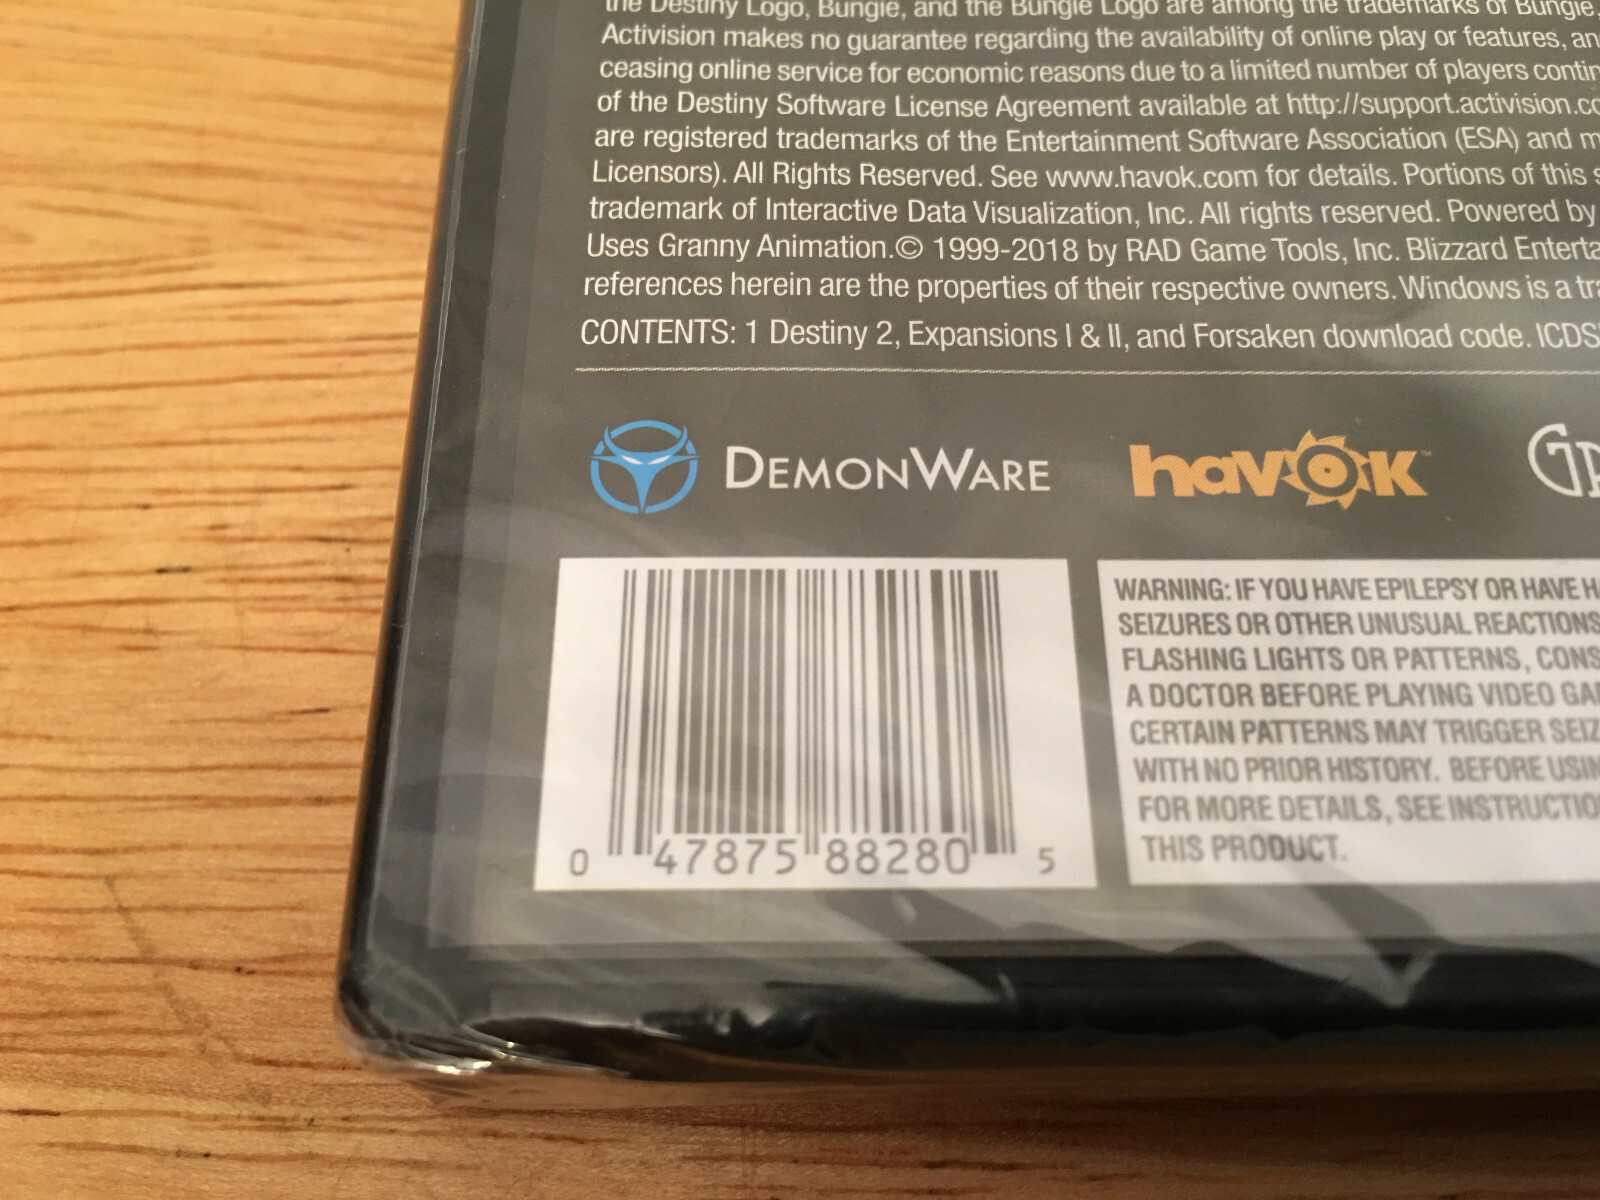 the Destiny Logo, Bungie, and the Bungie Logo are among the trademarks of Bungie,
Activision makes no guarantee regarding the availability of online play or features, an
ceasing online service for economic reasons due to a limited number of players contin
of the Destiny Software License Agreement available at http://support.activision.co
are registered trademarks of the Entertainment Software Association (ESA) and m
Licensors). All Rights Reserved. See www.havok.com for details. Portions of this s
trademark of Interactive Data Visualization, Inc. All rights reserved. Powered by
Uses Granny Animation.© 1999-2018 by RAD Game Tools, Inc. Blizzard Enterta
references herein are the properties of their respective owners. Windows is a tra
CONTENTS: 1 Destiny 2, Expansions I & II, and Forsaken download code. ICDS
DEMONWARE havok™ GR
WARNING: IF YOU HAVE EPILEPSY OR HAVE H
SEIZURES OR OTHER UNUSUAL REACTIONS
FLASHING LIGHTS OR PATTERNS, CONS
A DOCTOR BEFORE PLAYING VIDEO GA
CERTAIN PATTERNS MAY TRIGGER SEIZ
WITH NO PRIOR HISTORY. BEFORE USIN
FOR MORE DETAILS, SEE INSTRUCTIO
THIS PRODUCT.
0 47875 88280 5